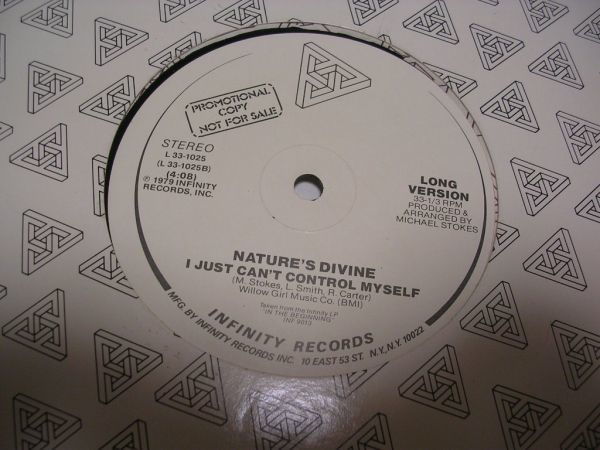 PROMOTIONAL
COPY
NOT FOR SALE
STEREO
L 33-1025
(L 33-1025B)
(4:08)
℗ 1979 INFINITY
RECORDS, INC.
LONG
VERSION
33-1/3 RPM
PRODUCED &
ARRANGED BY
MICHAEL STOKES
NATURE'S DIVINE
I JUST CAN'T CONTROL MYSELF
(M. Stokes, L. Smith, R. Carter)
Willow Girl Music Co. (BMI)
Taken from the Infinity LP
"IN THE BEGINNING"
INF 9013
INFINITY RECORDS
MFG BY INFINITY RECORDS INC. 10 EAST 53 ST. N.Y., N.Y. 10022